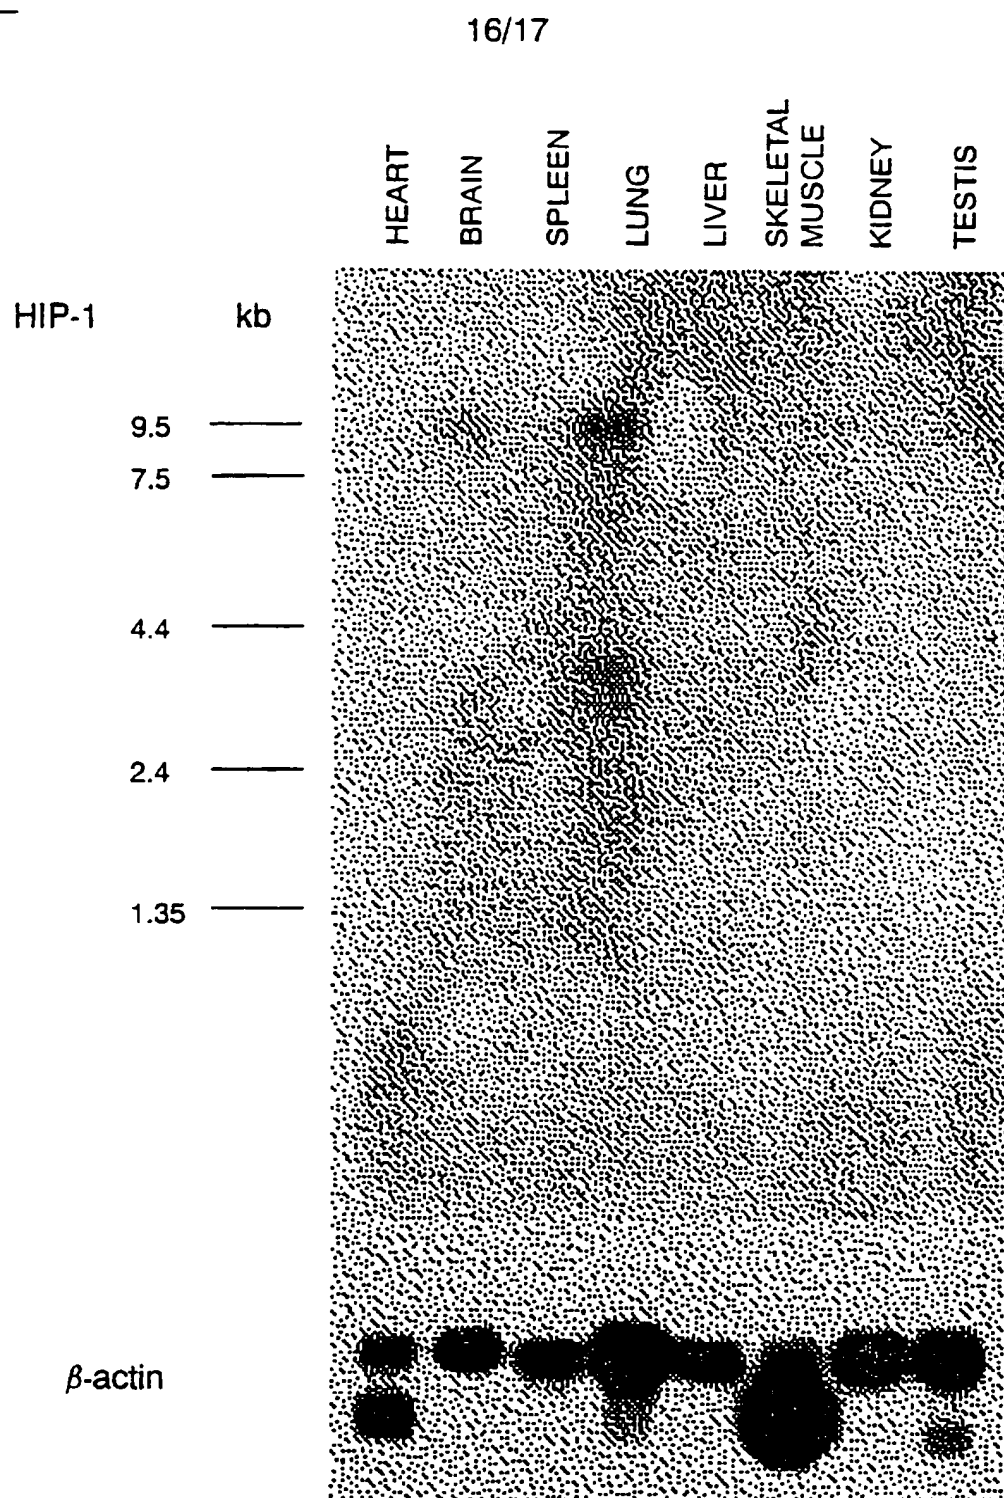 16/17
HEART
BRAIN
SPLEEN
LUNG
LIVER
SKELETAL
MUSCLE
KIDNEY
TESTIS
HIP-1 kb
9.5
7.5
4.4
2.4
1.35
β-actin